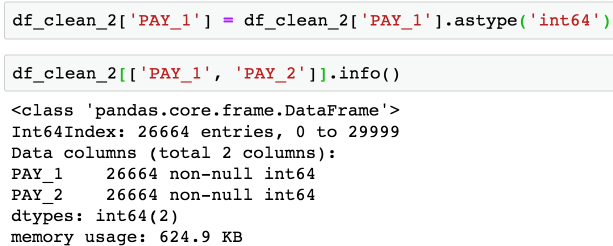 df_clean_2['PAY_1'] = df_clean_2['PAY_1'].astype('int64')
df_clean_2[['PAY_1', 'PAY_2']].info()
<class 'pandas.core.frame.DataFrame'>
Int64Index: 26664 entries, 0 to 29999
Data columns (total 2 columns):
PAY_1    26664 non-null int64
PAY_2    26664 non-null int64
dtypes: int64(2)
memory usage: 624.9 KB